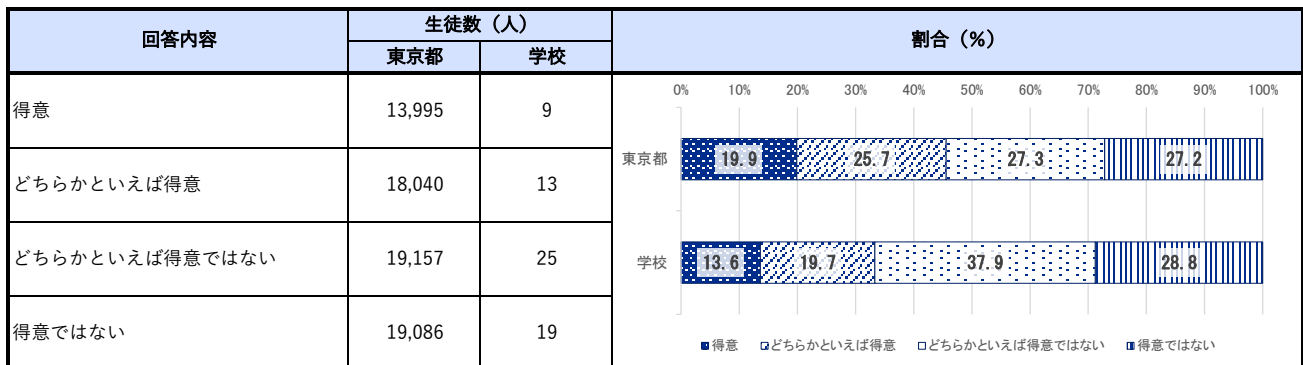 回答内容 生徒数（人） 割合（%）
東京都 学校
得意 13,995 9
どちらかといえば得意 18,040 13
どちらかといえば得意ではない 19,157 25
得意ではない 19,086 19
0% 10% 20% 30% 40% 50% 60% 70% 80% 90% 100%
東京都 19.9 25.7 27.3 27.2
学校 13.6 19.7 37.9 28.8
得意 どちらかといえば得意 どちらかといえば得意ではない 得意ではない